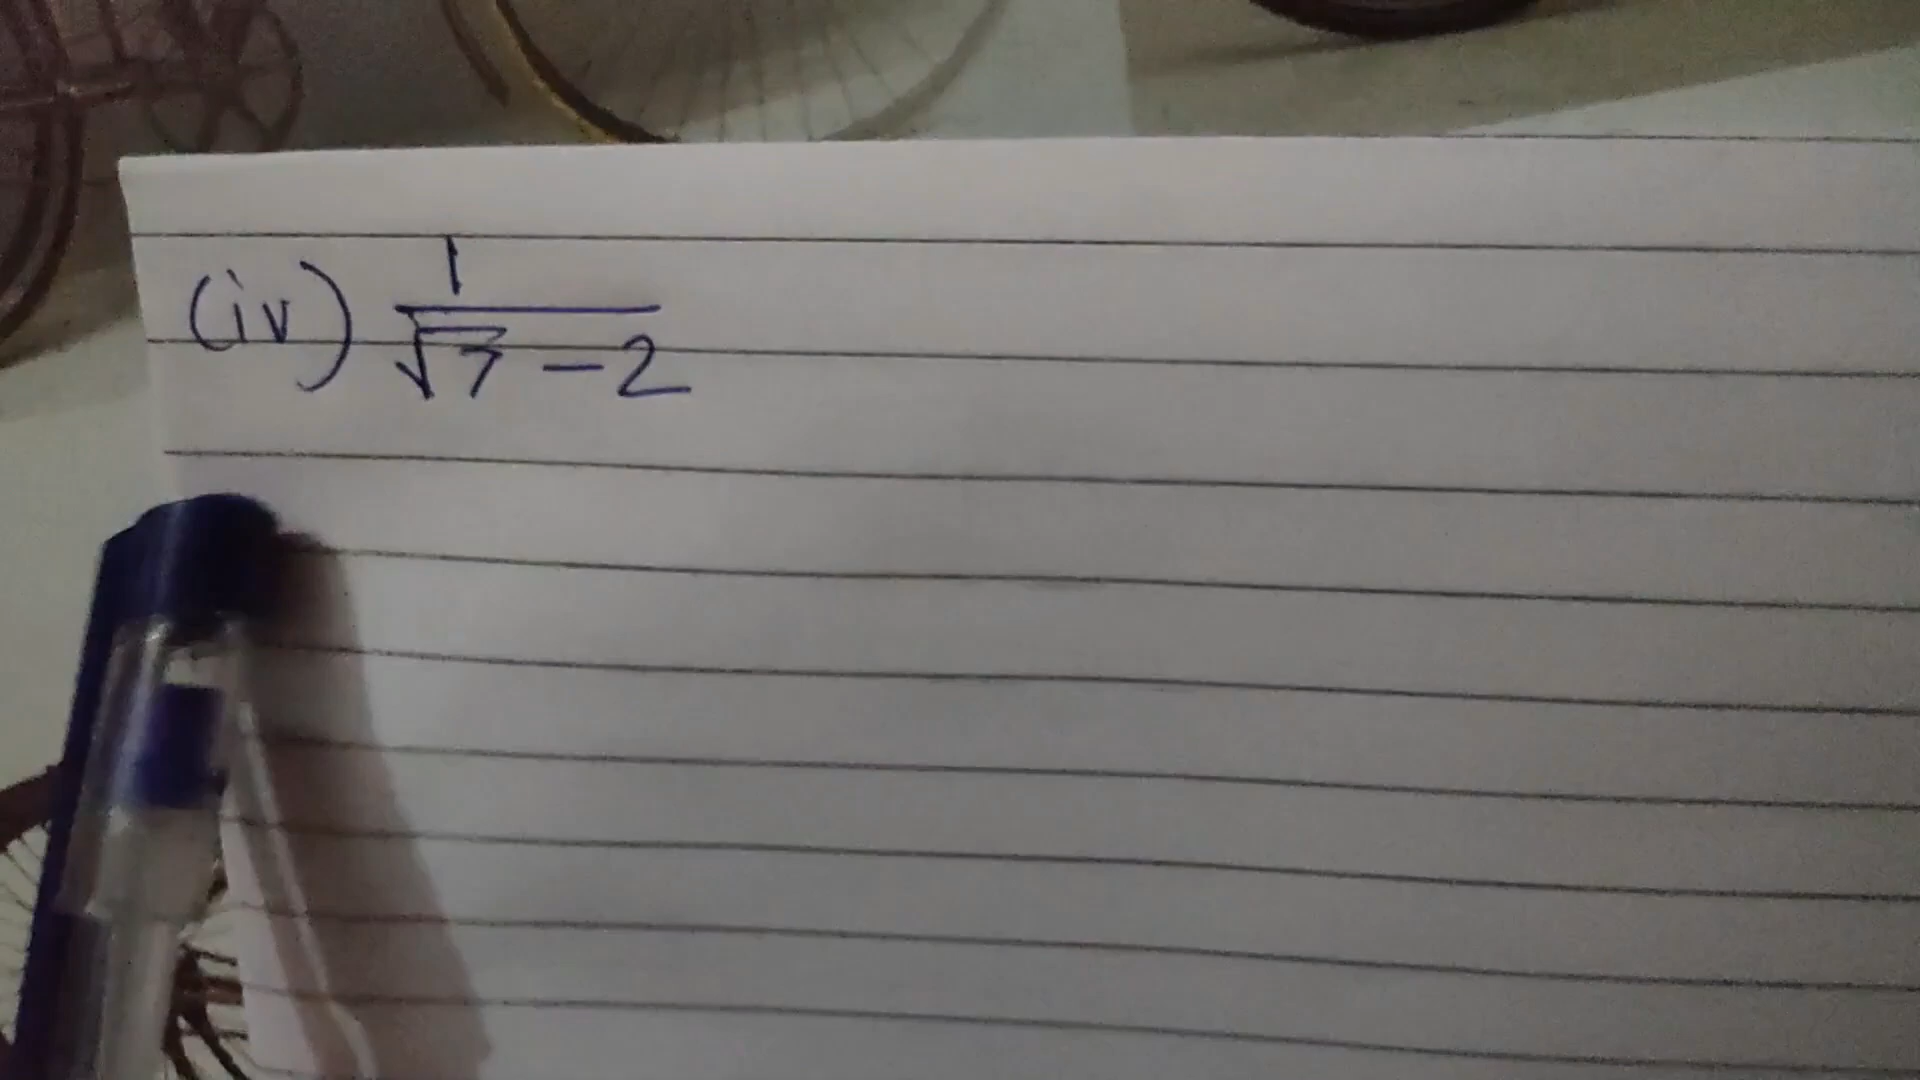 (iv) 1/(√7 - 2)